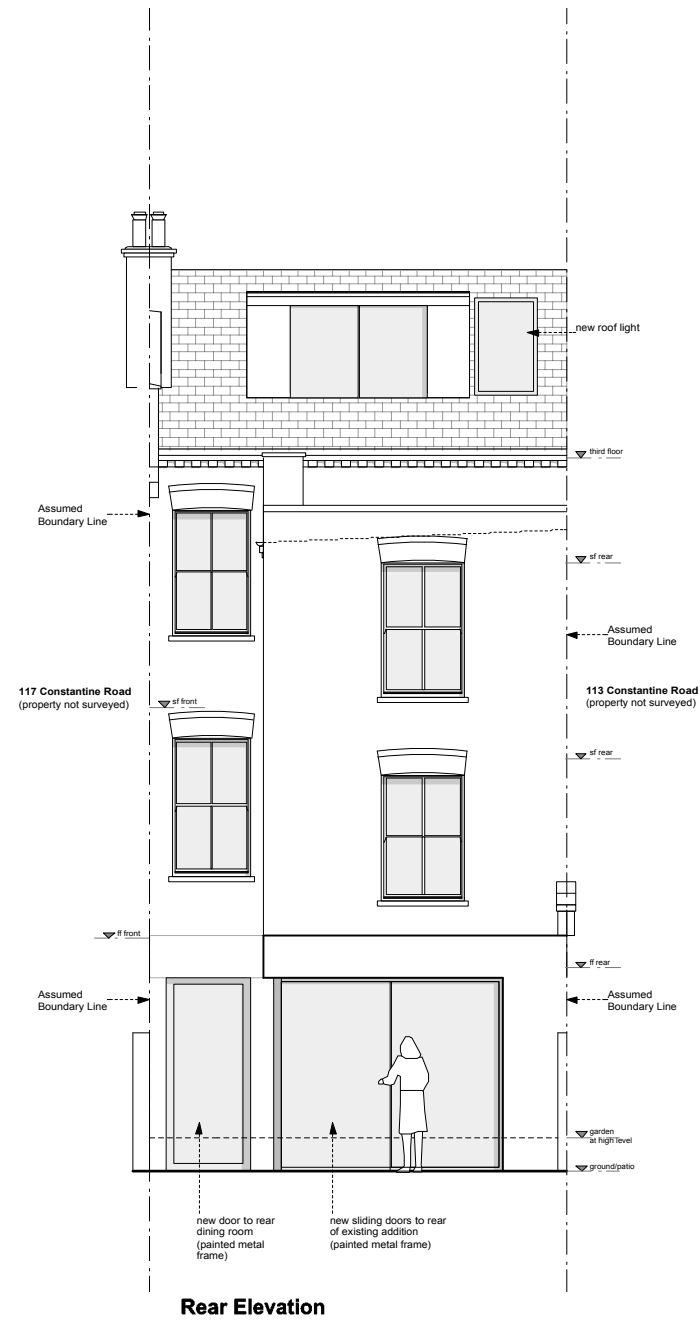 new roof light
third floor
Assumed
Boundary Line
sf rear
Assumed
Boundary Line
117 Constantine Road
(property not surveyed)
113 Constantine Road
(property not surveyed)
sf front
sf rear
ff front
ff rear
Assumed
Boundary Line
Assumed
Boundary Line
garden
at high level
ground/patio
new door to rear
dining room
(painted metal
frame)
new sliding doors to rear
of existing addition
(painted metal frame)
Rear Elevation